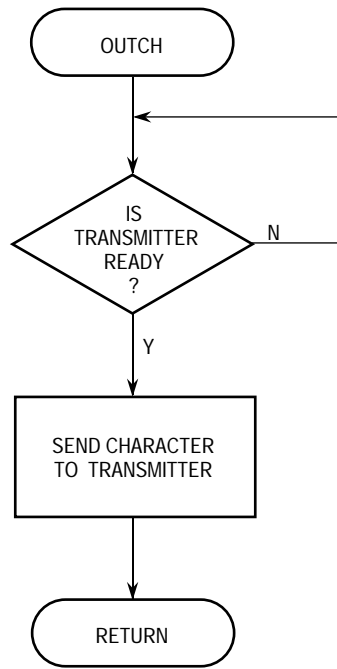 OUTCH
IS
TRANSMITTER
READY
?
N
Y
SEND CHARACTER
TO TRANSMITTER
RETURN